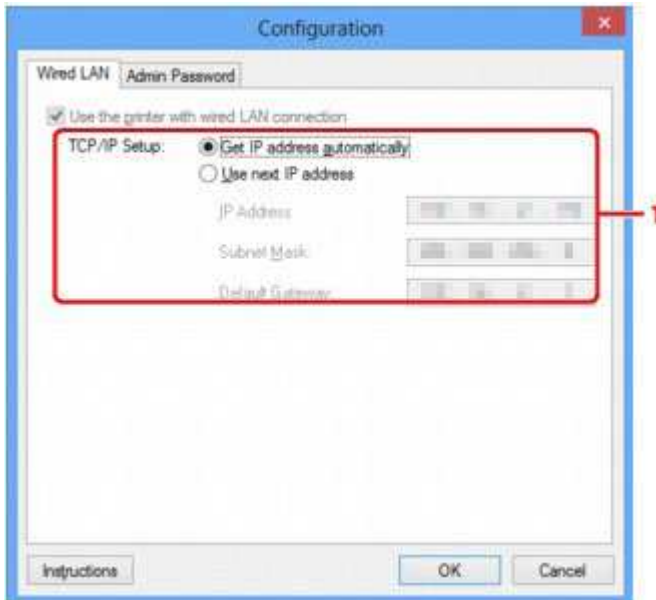 Configuration
Wired LAN Admin Password
Use the printer with wired LAN connection
TCP/IP Setup: Get IP address automatically
Use next IP address
IP Address
Subnet Mask:
Default Gateway:
1
Instructions OK Cancel